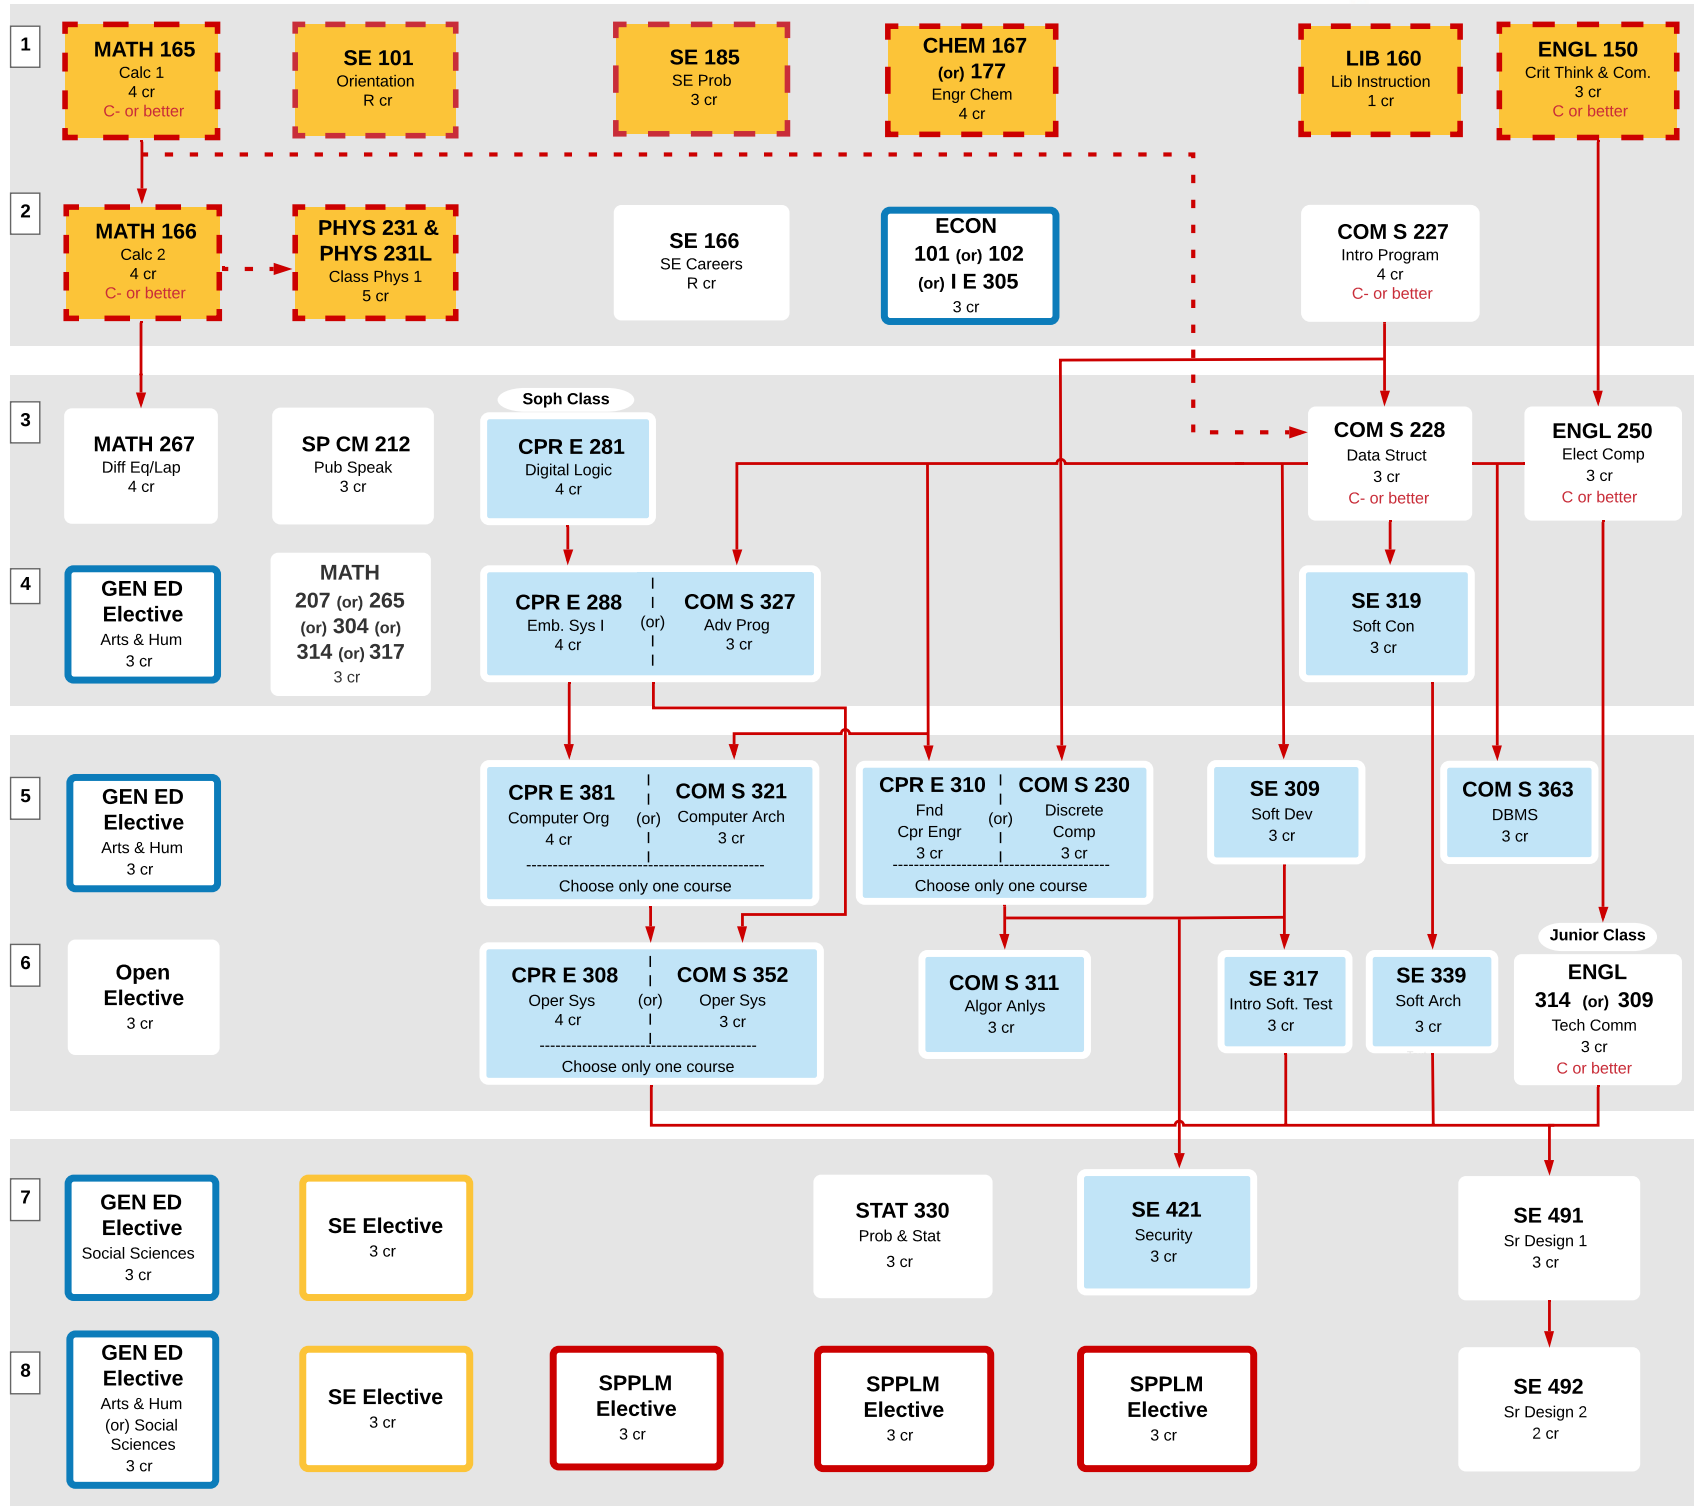 1
MATH 165
Calc 1
4 cr
C- or better
SE 101
Orientation
R cr
SE 185
SE Prob
3 cr
CHEM 167
(or) 177
Engr Chem
4 cr
LIB 160
Lib Instruction
1 cr
ENGL 150
Crit Think & Com.
3 cr
C or better
2
MATH 166
Calc 2
4 cr
C- or better
PHYS 231 &
PHYS 231L
Class Phys 1
5 cr
SE 166
SE Careers
R cr
ECON
101 (or) 102
(or) I E 305
3 cr
COM S 227
Intro Program
4 cr
C- or better
3
MATH 267
Diff Eq/Lap
4 cr
SP CM 212
Pub Speak
3 cr
Soph Class
CPR E 281
Digital Logic
4 cr
COM S 228
Data Struct
3 cr
C- or better
ENGL 250
Elect Comp
3 cr
C or better
4
GEN ED
Elective
Arts & Hum
3 cr
MATH
207 (or) 265
(or) 304 (or)
314 (or) 317
3 cr
CPR E 288
Emb. Sys I
4 cr
(or)
COM S 327
Adv Prog
3 cr
SE 319
Soft Con
3 cr
5
GEN ED
Elective
Arts & Hum
3 cr
CPR E 381
Computer Org
4 cr
(or)
COM S 321
Computer Arch
3 cr
Choose only one course
CPR E 310
Fnd
Cpr Engr
3 cr
(or)
COM S 230
Discrete
Comp
3 cr
Choose only one course
SE 309
Soft Dev
3 cr
COM S 363
DBMS
3 cr
6
Open
Elective
3 cr
CPR E 308
Oper Sys
4 cr
(or)
COM S 352
Oper Sys
3 cr
Choose only one course
COM S 311
Algor Anlys
3 cr
SE 317
Intro Soft. Test
3 cr
SE 339
Soft Arch
3 cr
Junior Class
ENGL
314 (or) 309
Tech Comm
3 cr
C or better
7
GEN ED
Elective
Social Sciences
3 cr
SE Elective
3 cr
STAT 330
Prob & Stat
3 cr
SE 421
Security
3 cr
SE 491
Sr Design 1
3 cr
8
GEN ED
Elective
Arts & Hum
(or) Social
Sciences
3 cr
SE Elective
3 cr
SPPLM
Elective
3 cr
SPPLM
Elective
3 cr
SPPLM
Elective
3 cr
SE 492
Sr Design 2
2 cr